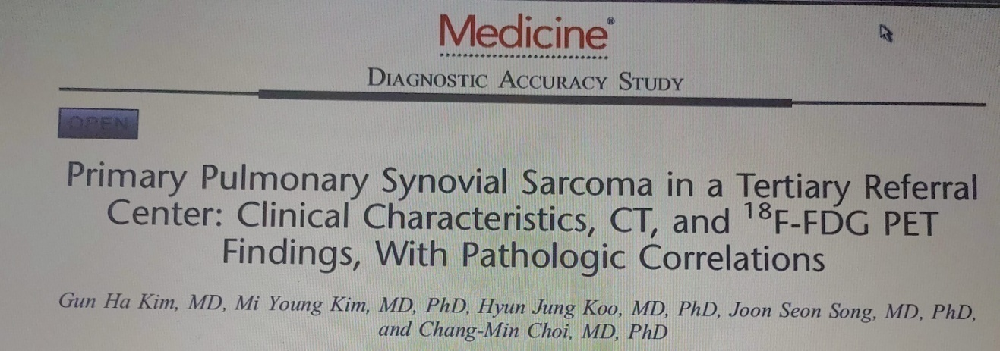 Medicine®
DIAGNOSTIC ACCURACY STUDY
OPEN
Primary Pulmonary Synovial Sarcoma in a Tertiary Referral
Center: Clinical Characteristics, CT, and ¹⁸F-FDG PET
Findings, With Pathologic Correlations
Gun Ha Kim, MD, Mi Young Kim, MD, PhD, Hyun Jung Koo, MD, PhD, Joon Seon Song, MD, PhD,
and Chang-Min Choi, MD, PhD